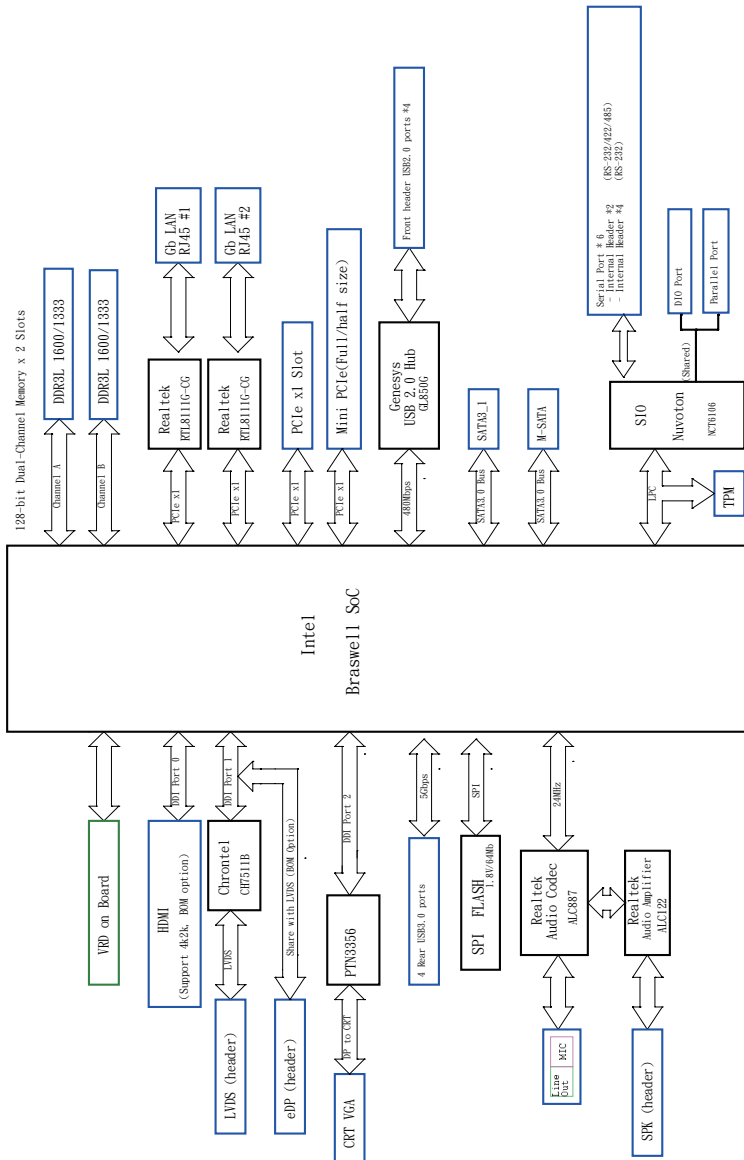 128-bit Dual-Channel Memory x 2 Slots
DDR3L 1600/1333
Channel A
DDR3L 1600/1333
Channel B
Gb LAN
RJ45 #1
Realtek
RTL8111G-CG
PCIe x1
Gb LAN
RJ45 #2
Realtek
RTL8111G-CG
PCIe x1
PCIe x1 Slot
PCIe x1
Mini PCIe(Full/half size)
PCIe x1
Front header USB2.0 ports *4
Genesys
USB 2.0 Hub
GL850G
480Mbps
SATA3_1
SATA3.0 Bus
M-SATA
SATA3.0 Bus
Serial Port * 6
- Internal Header *2 (RS-232/422/485)
- Internal Header *4 (RS-232)
DIO Port
Parallel Port
(Shared)
SIO
Nuvoton
NCT6106
LPC
TPM
Intel
Braswell SoC
VRD on Board
DDI Port 0
HDMI
(Support 4k2k, BOM option)
DDI Port 1
Chrontel
CH7511B
LVDS
LVDS (header)
Share with LVDS (BOM Option)
eDP (header)
DDI Port 2
PTN3356
DP to CRT
CRT VGA
5Gbps
4 Rear USB3.0 ports
SPI
SPI FLASH
1.8V/64Mb
24MHz
Realtek
Audio Codec
ALC887
Line
Out
MIC
Realtek
Audio Amplifier
ALC122
SPK (header)